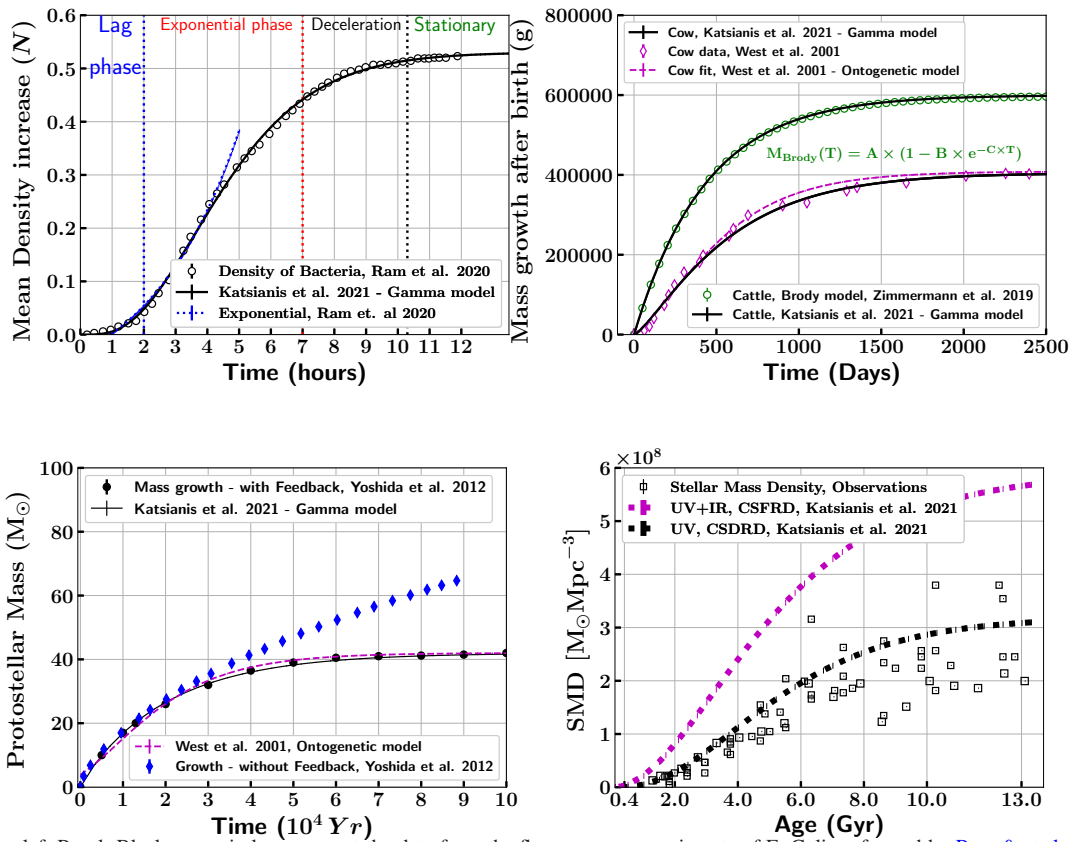 Mean Density increase (N)
Lag
phase
Exponential phase
Deceleration
Stationary
0.6
0.5
0.4
0.3
0.2
0.1
0.0
Density of Bacteria, Ram et al. 2020
Katsianis et al. 2021 - Gamma model
Exponential, Ram et. al 2020
0 1 2 3 4 5 6 7 8 9 10 11 12
Time (hours)
Mass growth after birth (g)
800000
600000
400000
200000
0
Cow, Katsianis et al. 2021 - Gamma model
Cow data, West et al. 2001
Cow fit, West et al. 2001 - Ontogenetic model
M_Brody(T) = A × (1 − B × e^−C×T)
Cattle, Brody model, Zimmermann et al. 2019
Cattle, Katsianis et al. 2021 - Gamma model
0 500 1000 1500 2000 2500
Time (Days)
Protostellar Mass (M⊙)
100
80
60
40
20
0
Mass growth - with Feedback, Yoshida et al. 2012
Katsianis et al. 2021 - Gamma model
West et al. 2001, Ontogenetic model
Growth - without Feedback, Yoshida et al. 2012
0 1 2 3 4 5 6 7 8 9 10
Time (10^4 Yr)
SMD [M⊙Mpc^−3]
×10^8
6
5
4
3
2
1
0
Stellar Mass Density, Observations
UV+IR, CSFRD, Katsianis et al. 2021
UV, CSDRD, Katsianis et al. 2021
0.4 2.0 4.0 6.0 8.0 10.0 13.0
Age (Gyr)